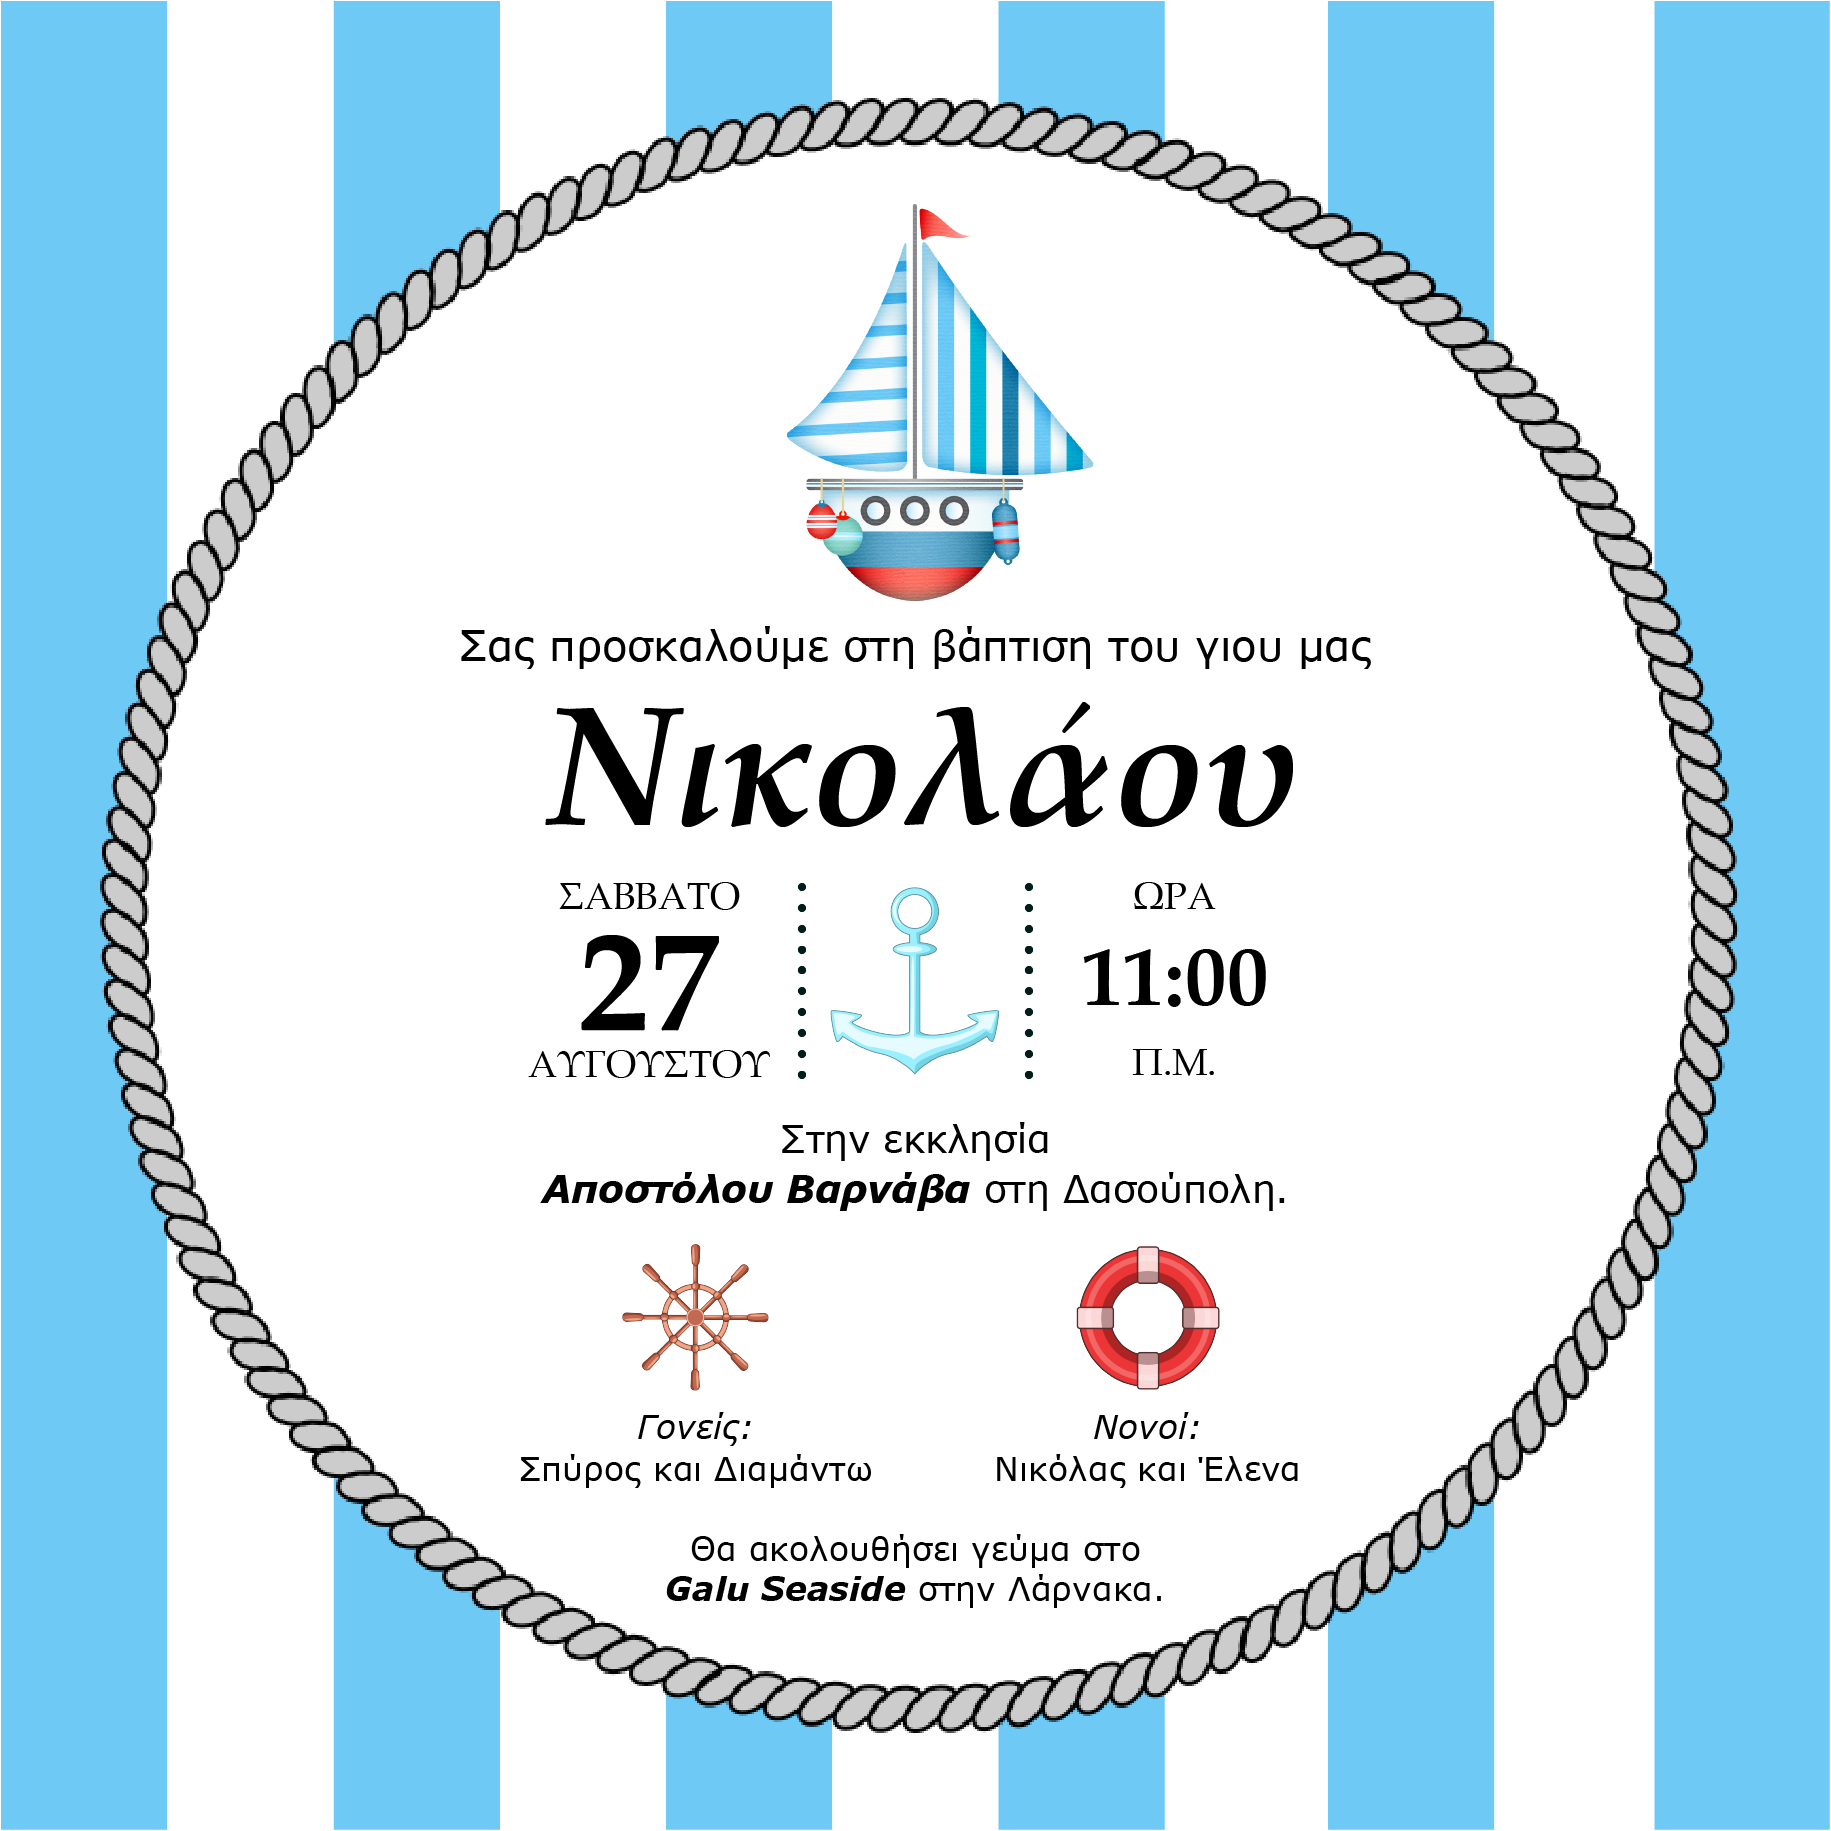 Σας προσκαλούμε στη βάπτιση του γιου μας
Νικολάου
ΣΑΒΒΑΤΟ
27
ΑΥΓΟΥΣΤΟΥ
ΩΡΑ
11:00
Π.Μ.
Στην εκκλησία
Αποστόλου Βαρνάβα στη Δασούπολη.
Γονείς:
Σπύρος και Διαμάντω
Νονοί:
Νικόλας και Έλενα
Θα ακολουθήσει γεύμα στο
Galu Seaside στην Λάρνακα.